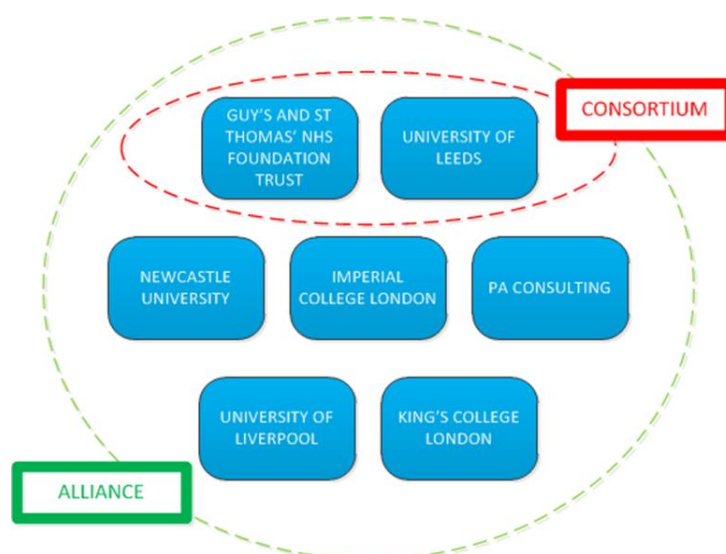 CONSORTIUM
GUY'S AND ST
THOMAS' NHS
FOUNDATION
TRUST
UNIVERSITY OF
LEEDS
NEWCASTLE
UNIVERSITY
IMPERIAL
COLLEGE LONDON
PA CONSULTING
UNIVERSITY OF
LIVERPOOL
KING'S COLLEGE
LONDON
ALLIANCE